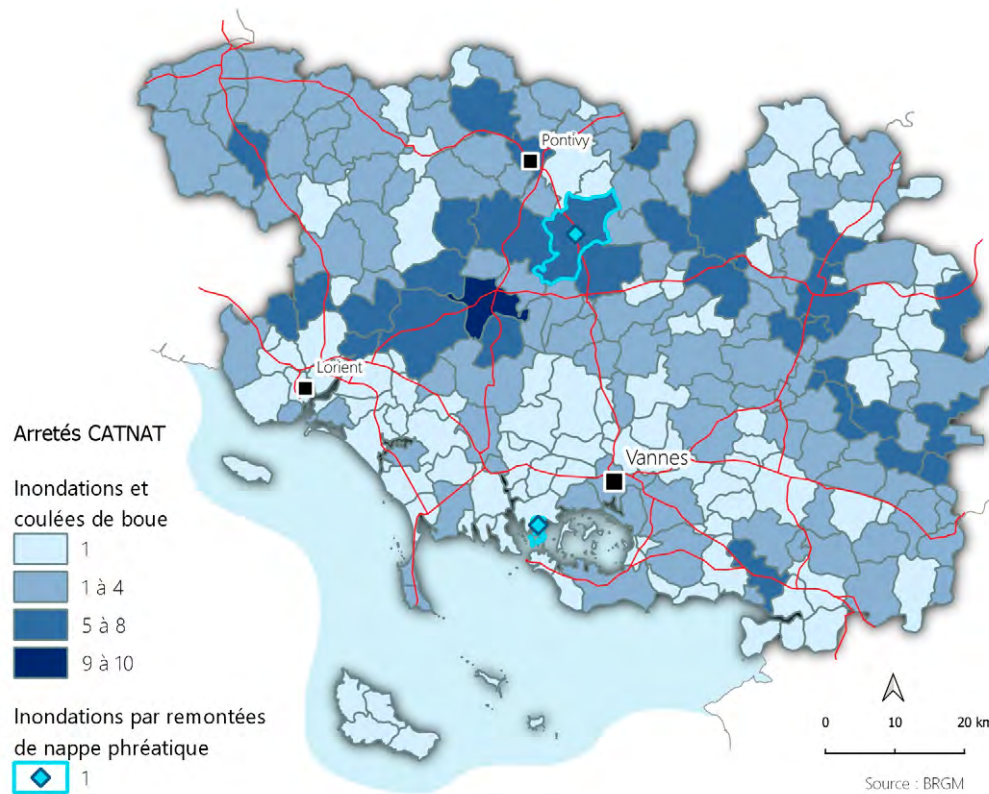 Pontivy
Lorient
Vannes
Arretés CATNAT
Inondations et
coulées de boue
1
1 à 4
5 à 8
9 à 10
Inondations par remontées
de nappe phréatique
1
0 10 20 km
Source : BRGM